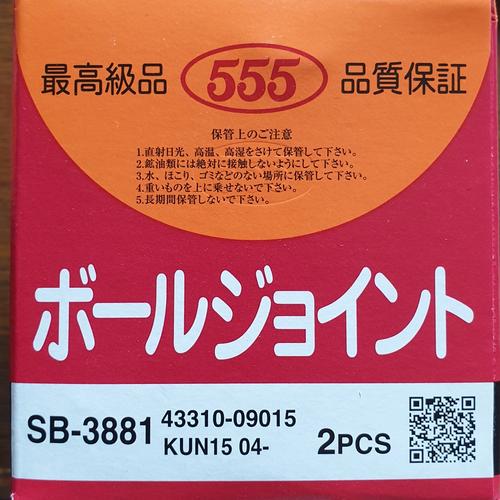 最高級品 555 品質保証
保管上のご注意
1.直射日光、高温、高湿をさけて保管して下さい。
2.鉱油類には絶対に接触しないようにして下さい。
3.水、ほこり、ゴミなどのない場所に保管して下さい。
4.重いものを上に乗せないで下さい。
5.長期間保管しないで下さい。
ボールジョイント
SB-3881 43310-09015
KUN15 04- 2PCS